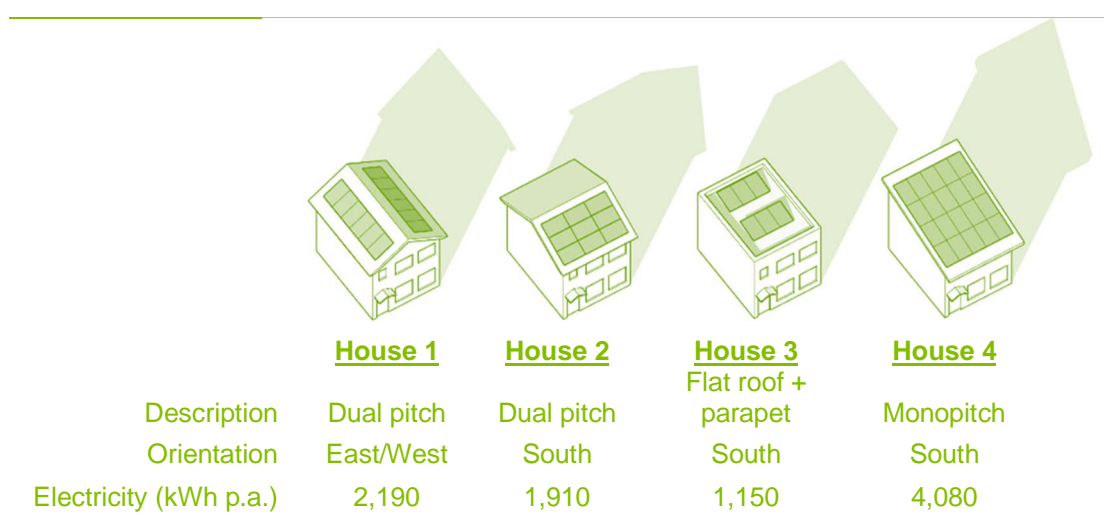 House 1 House 2 House 3 House 4
Flat roof +
Description Dual pitch Dual pitch parapet Monopitch
Orientation East/West South South South
Electricity (kWh p.a.) 2,190 1,910 1,150 4,080